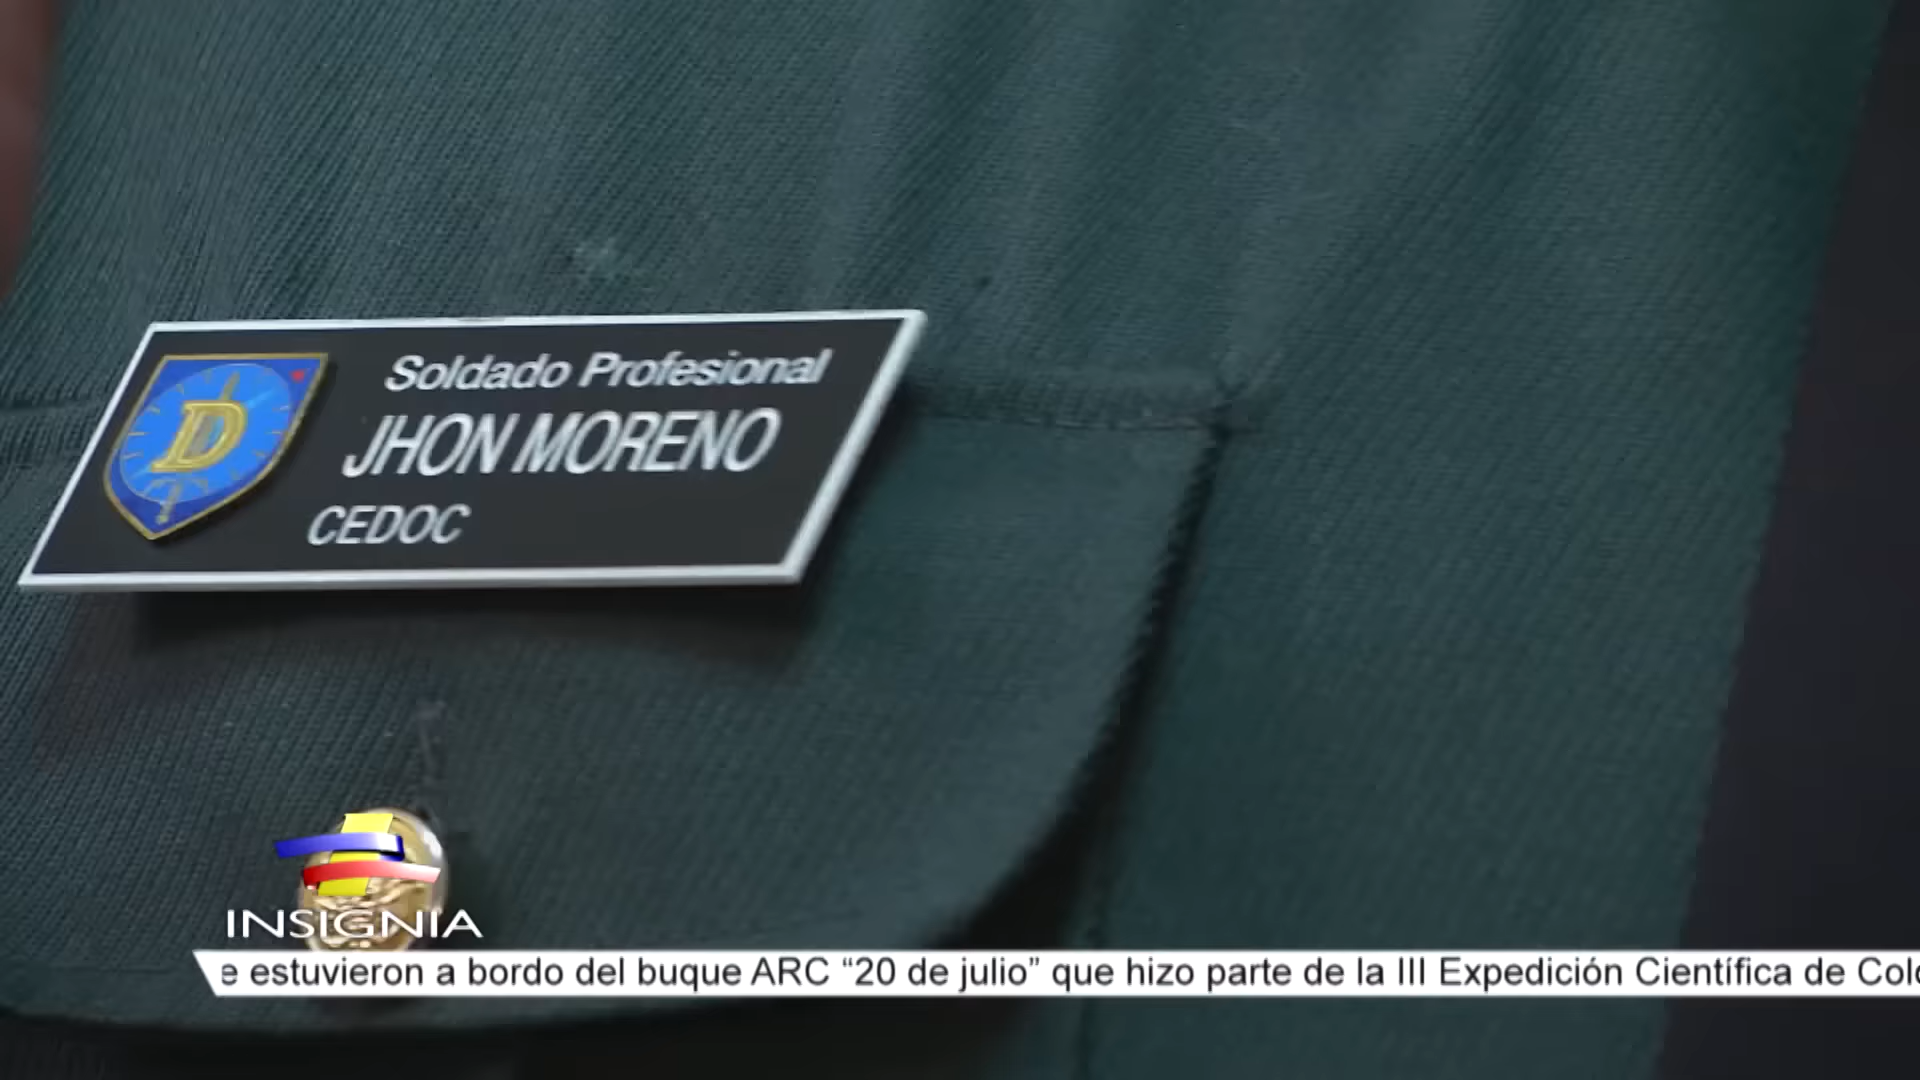 D
Soldado Profesional
JHON MORENO
CEDOC
INSIGNIA
e estuvieron a bordo del buque ARC “20 de julio” que hizo parte de la III Expedición Científica de Colo